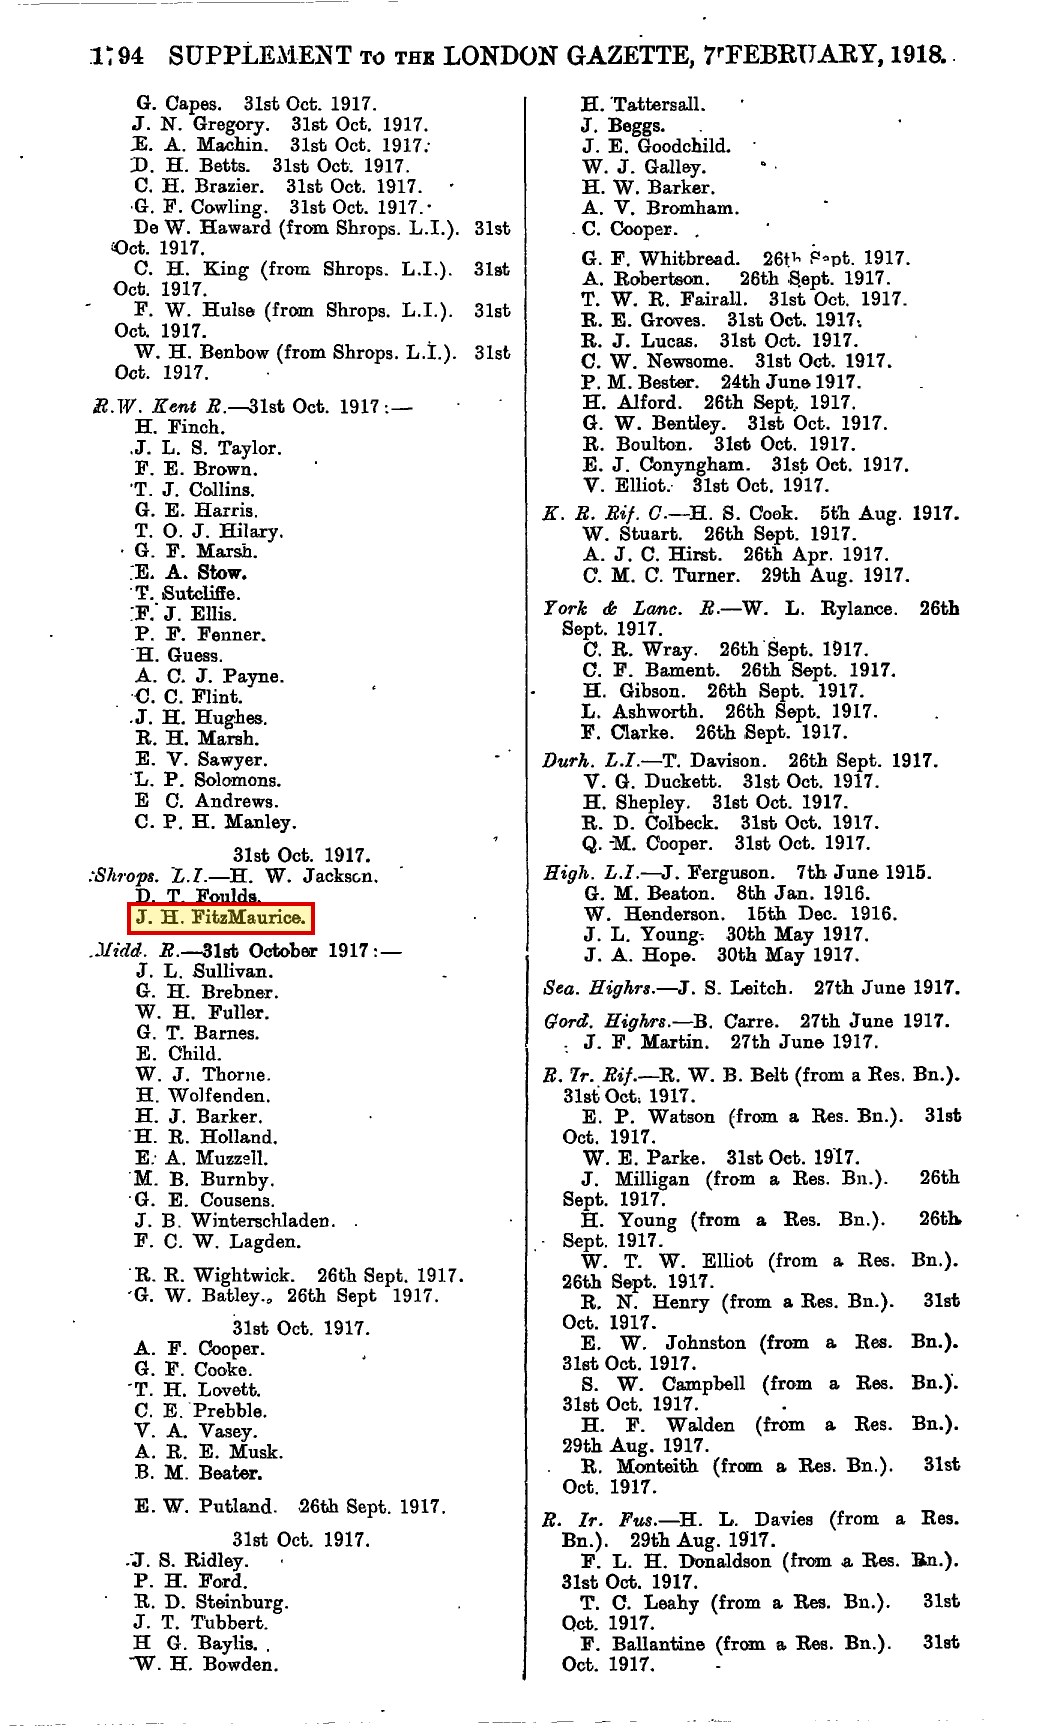 1794 SUPPLEMENT TO THE LONDON GAZETTE, 7 FEBRUARY, 1918.
G. Capes. 31st Oct. 1917.
J. N. Gregory. 31st Oct. 1917.
E. A. Machin. 31st Oct. 1917.
D. H. Betts. 31st Oct. 1917.
C. H. Brazier. 31st Oct. 1917.
G. F. Cowling. 31st Oct. 1917.
De W. Haward (from Shrops. L.I.). 31st
Oct. 1917.
C. H. King (from Shrops. L.I.). 31st
Oct. 1917.
F. W. Hulse (from Shrops. L.I.). 31st
Oct. 1917.
W. H. Benbow (from Shrops. L.I.). 31st
Oct. 1917.
R.W. Kent R.—31st Oct. 1917:—
H. Finch.
J. L. S. Taylor.
F. E. Brown.
T. J. Collins.
G. E. Harris.
T. O. J. Hilary.
G. F. Marsh.
E. A. Stow.
T. Sutcliffe.
F. J. Ellis.
P. F. Fenner.
H. Guess.
A. C. J. Payne.
C. C. Flint.
J. H. Hughes.
R. H. Marsh.
E. V. Sawyer.
L. P. Solomons.
E C. Andrews.
C. P. H. Manley.
31st Oct. 1917.
Shrops. L.I.—H. W. Jackson.
D. T. Foulds.
J. H. FitzMaurice.
Midd. R.—31st October 1917:—
J. L. Sullivan.
G. H. Brebner.
W. H. Fuller.
G. T. Barnes.
E. Child.
W. J. Thorne.
H. Wolfenden.
H. J. Barker.
H. R. Holland.
E. A. Muzzell.
M. B. Burnby.
G. E. Cousens.
J. B. Winterschladen.
F. C. W. Lagden.
R. R. Wightwick. 26th Sept. 1917.
G. W. Batley. 26th Sept 1917.
31st Oct. 1917.
A. F. Cooper.
G. F. Cooke.
T. H. Lovett.
C. E. Prebble.
V. A. Vasey.
A. R. E. Musk.
B. M. Beater.
E. W. Putland. 26th Sept. 1917.
31st Oct. 1917.
J. S. Ridley.
P. H. Ford.
R. D. Steinburg.
J. T. Tubbert.
H G. Baylis.
W. H. Bowden.
H. Tattersall.
J. Beggs.
J. E. Goodchild.
W. J. Galley.
H. W. Barker.
A. V. Bromham.
C. Cooper.
G. F. Whitbread. 26th Sept. 1917.
A. Robertson. 26th Sept. 1917.
T. W. R. Fairall. 31st Oct. 1917.
R. E. Groves. 31st Oct. 1917.
R. J. Lucas. 31st Oct. 1917.
C. W. Newsome. 31st Oct. 1917.
P. M. Bester. 24th June 1917.
H. Alford. 26th Sept. 1917.
G. W. Bentley. 31st Oct. 1917.
R. Boulton. 31st Oct. 1917.
E. J. Conyngham. 31st Oct. 1917.
V. Elliot. 31st Oct. 1917.
K. R. Rif. C.—H. S. Cook. 5th Aug. 1917.
W. Stuart. 26th Sept. 1917.
A. J. C. Hirst. 26th Apr. 1917.
C. M. C. Turner. 29th Aug. 1917.
York & Lanc. R.—W. L. Rylance. 26th
Sept. 1917.
C. R. Wray. 26th Sept. 1917.
C. F. Bament. 26th Sept. 1917.
H. Gibson. 26th Sept. 1917.
L. Ashworth. 26th Sept. 1917.
F. Clarke. 26th Sept. 1917.
Durh. L.I.—T. Davison. 26th Sept. 1917.
V. G. Duckett. 31st Oct. 1917.
H. Shepley. 31st Oct. 1917.
R. D. Colbeck. 31st Oct. 1917.
Q. M. Cooper. 31st Oct. 1917.
High. L.I.—J. Ferguson. 7th June 1915.
G. M. Beaton. 8th Jan. 1916.
W. Henderson. 15th Dec. 1916.
J. L. Young. 30th May 1917.
J. A. Hope. 30th May 1917.
Sea. Highrs.—J. S. Leitch. 27th June 1917.
Gord. Highrs.—B. Carre. 27th June 1917.
J. F. Martin. 27th June 1917.
R. Ir. Rif.—R. W. B. Belt (from a Res. Bn.).
31st Oct. 1917.
E. P. Watson (from a Res. Bn.). 31st
Oct. 1917.
W. E. Parke. 31st Oct. 1917.
J. Milligan (from a Res. Bn.). 26th
Sept. 1917.
H. Young (from a Res. Bn.). 26th
Sept. 1917.
W. T. W. Elliot (from a Res. Bn.).
26th Sept. 1917.
R. N. Henry (from a Res. Bn.). 31st
Oct. 1917.
E. W. Johnston (from a Res. Bn.).
31st Oct. 1917.
S. W. Campbell (from a Res. Bn.).
31st Oct. 1917.
H. F. Walden (from a Res. Bn.).
29th Aug. 1917.
R. Monteith (from a Res. Bn.). 31st
Oct. 1917.
R. Ir. Fus.—H. L. Davies (from a Res.
Bn.). 29th Aug. 1917.
F. L. H. Donaldson (from a Res. Bn.).
31st Oct. 1917.
T. C. Leahy (from a Res. Bn.). 31st
Oct. 1917.
F. Ballantine (from a Res. Bn.). 31st
Oct. 1917.